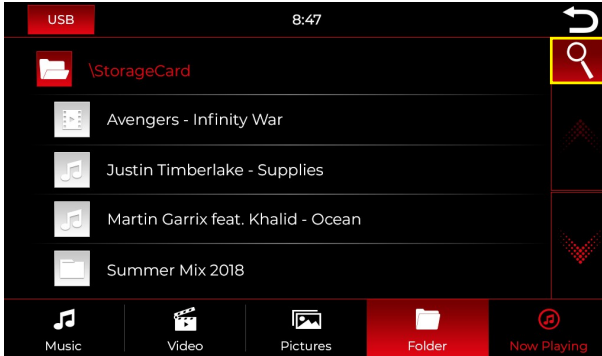 USB
8:47
\StorageCard
Avengers - Infinity War
Justin Timberlake - Supplies
Martin Garrix feat. Khalid - Ocean
Summer Mix 2018
Music
Video
Pictures
Folder
Now Playing